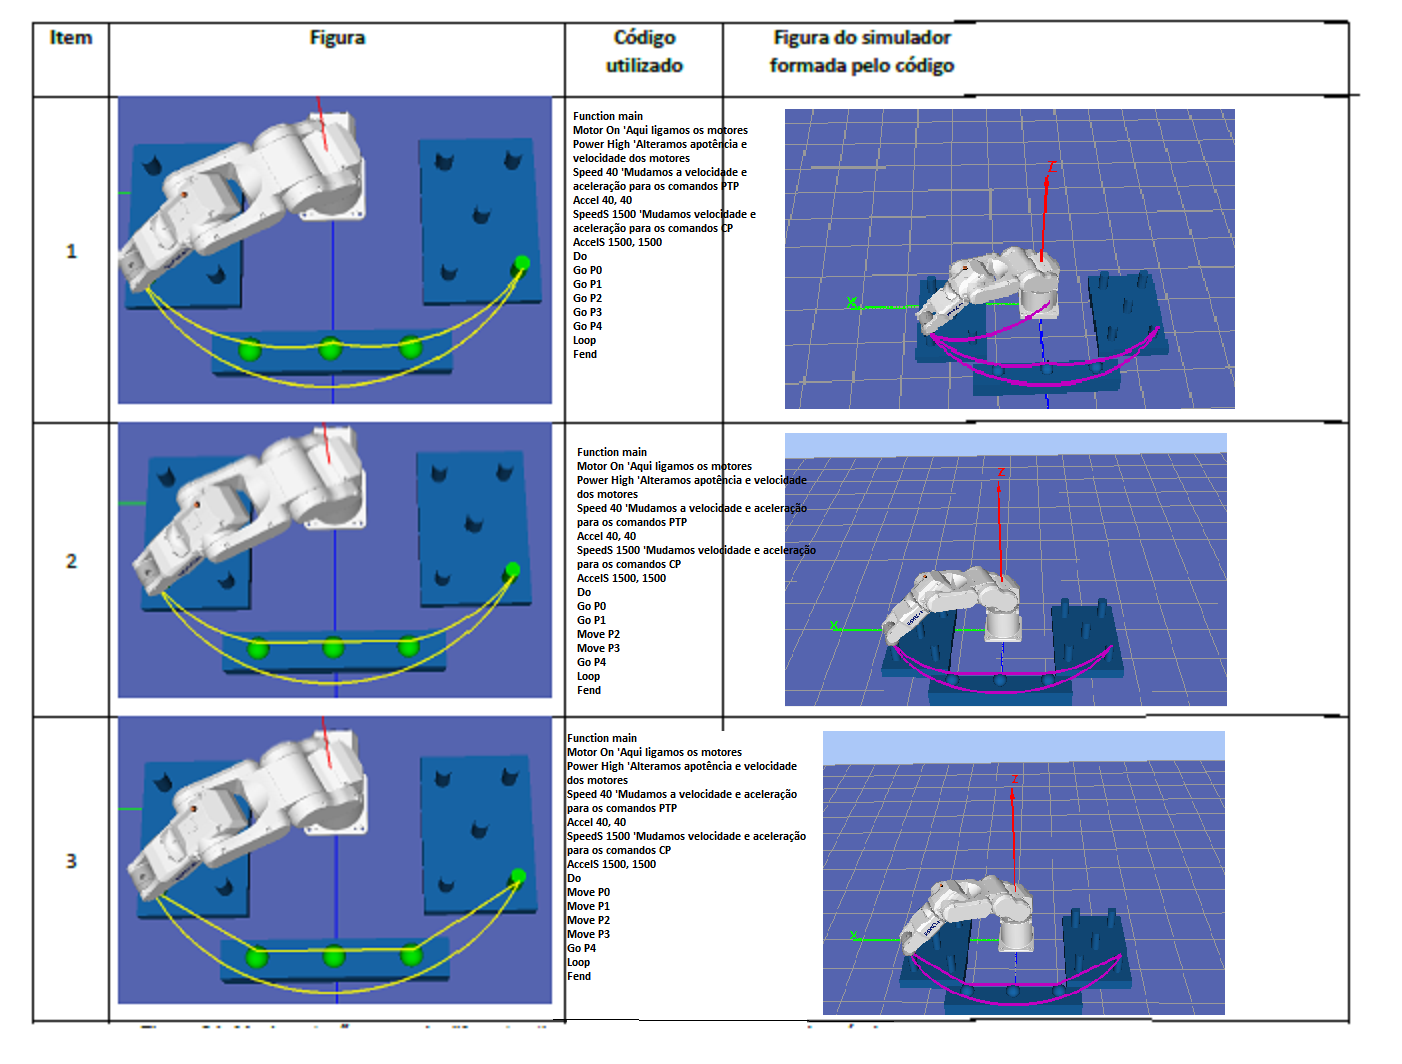 Item
Figura
Código
utilizado
Figura do simulador
formada pelo código
1
Function main
Motor On 'Aqui ligamos os motores
Power High 'Alteramos apotência e
velocidade dos motores
Speed 40 'Mudamos a velocidade e
aceleração para os comandos PTP
Accel 40, 40
SpeedS 1500 'Mudamos velocidade e
aceleração para os comandos CP
AccelS 1500, 1500
Do
Go P0
Go P1
Go P2
Go P3
Go P4
Loop
Fend
Z
X
2
Function main
Motor On 'Aqui ligamos os motores
Power High 'Alteramos apotência e velocidade
dos motores
Speed 40 'Mudamos a velocidade e aceleração
para os comandos PTP
Accel 40, 40
SpeedS 1500 'Mudamos velocidade e aceleração
para os comandos CP
AccelS 1500, 1500
Do
Go P0
Go P1
Move P2
Move P3
Go P4
Loop
Fend
Z
X
3
Function main
Motor On 'Aqui ligamos os motores
Power High 'Alteramos apotência e velocidade
dos motores
Speed 40 'Mudamos a velocidade e aceleração
para os comandos PTP
Accel 40, 40
SpeedS 1500 'Mudamos velocidade e aceleração
para os comandos CP
AccelS 1500, 1500
Do
Move P0
Move P1
Move P2
Move P3
Go P4
Loop
Fend
Z
X